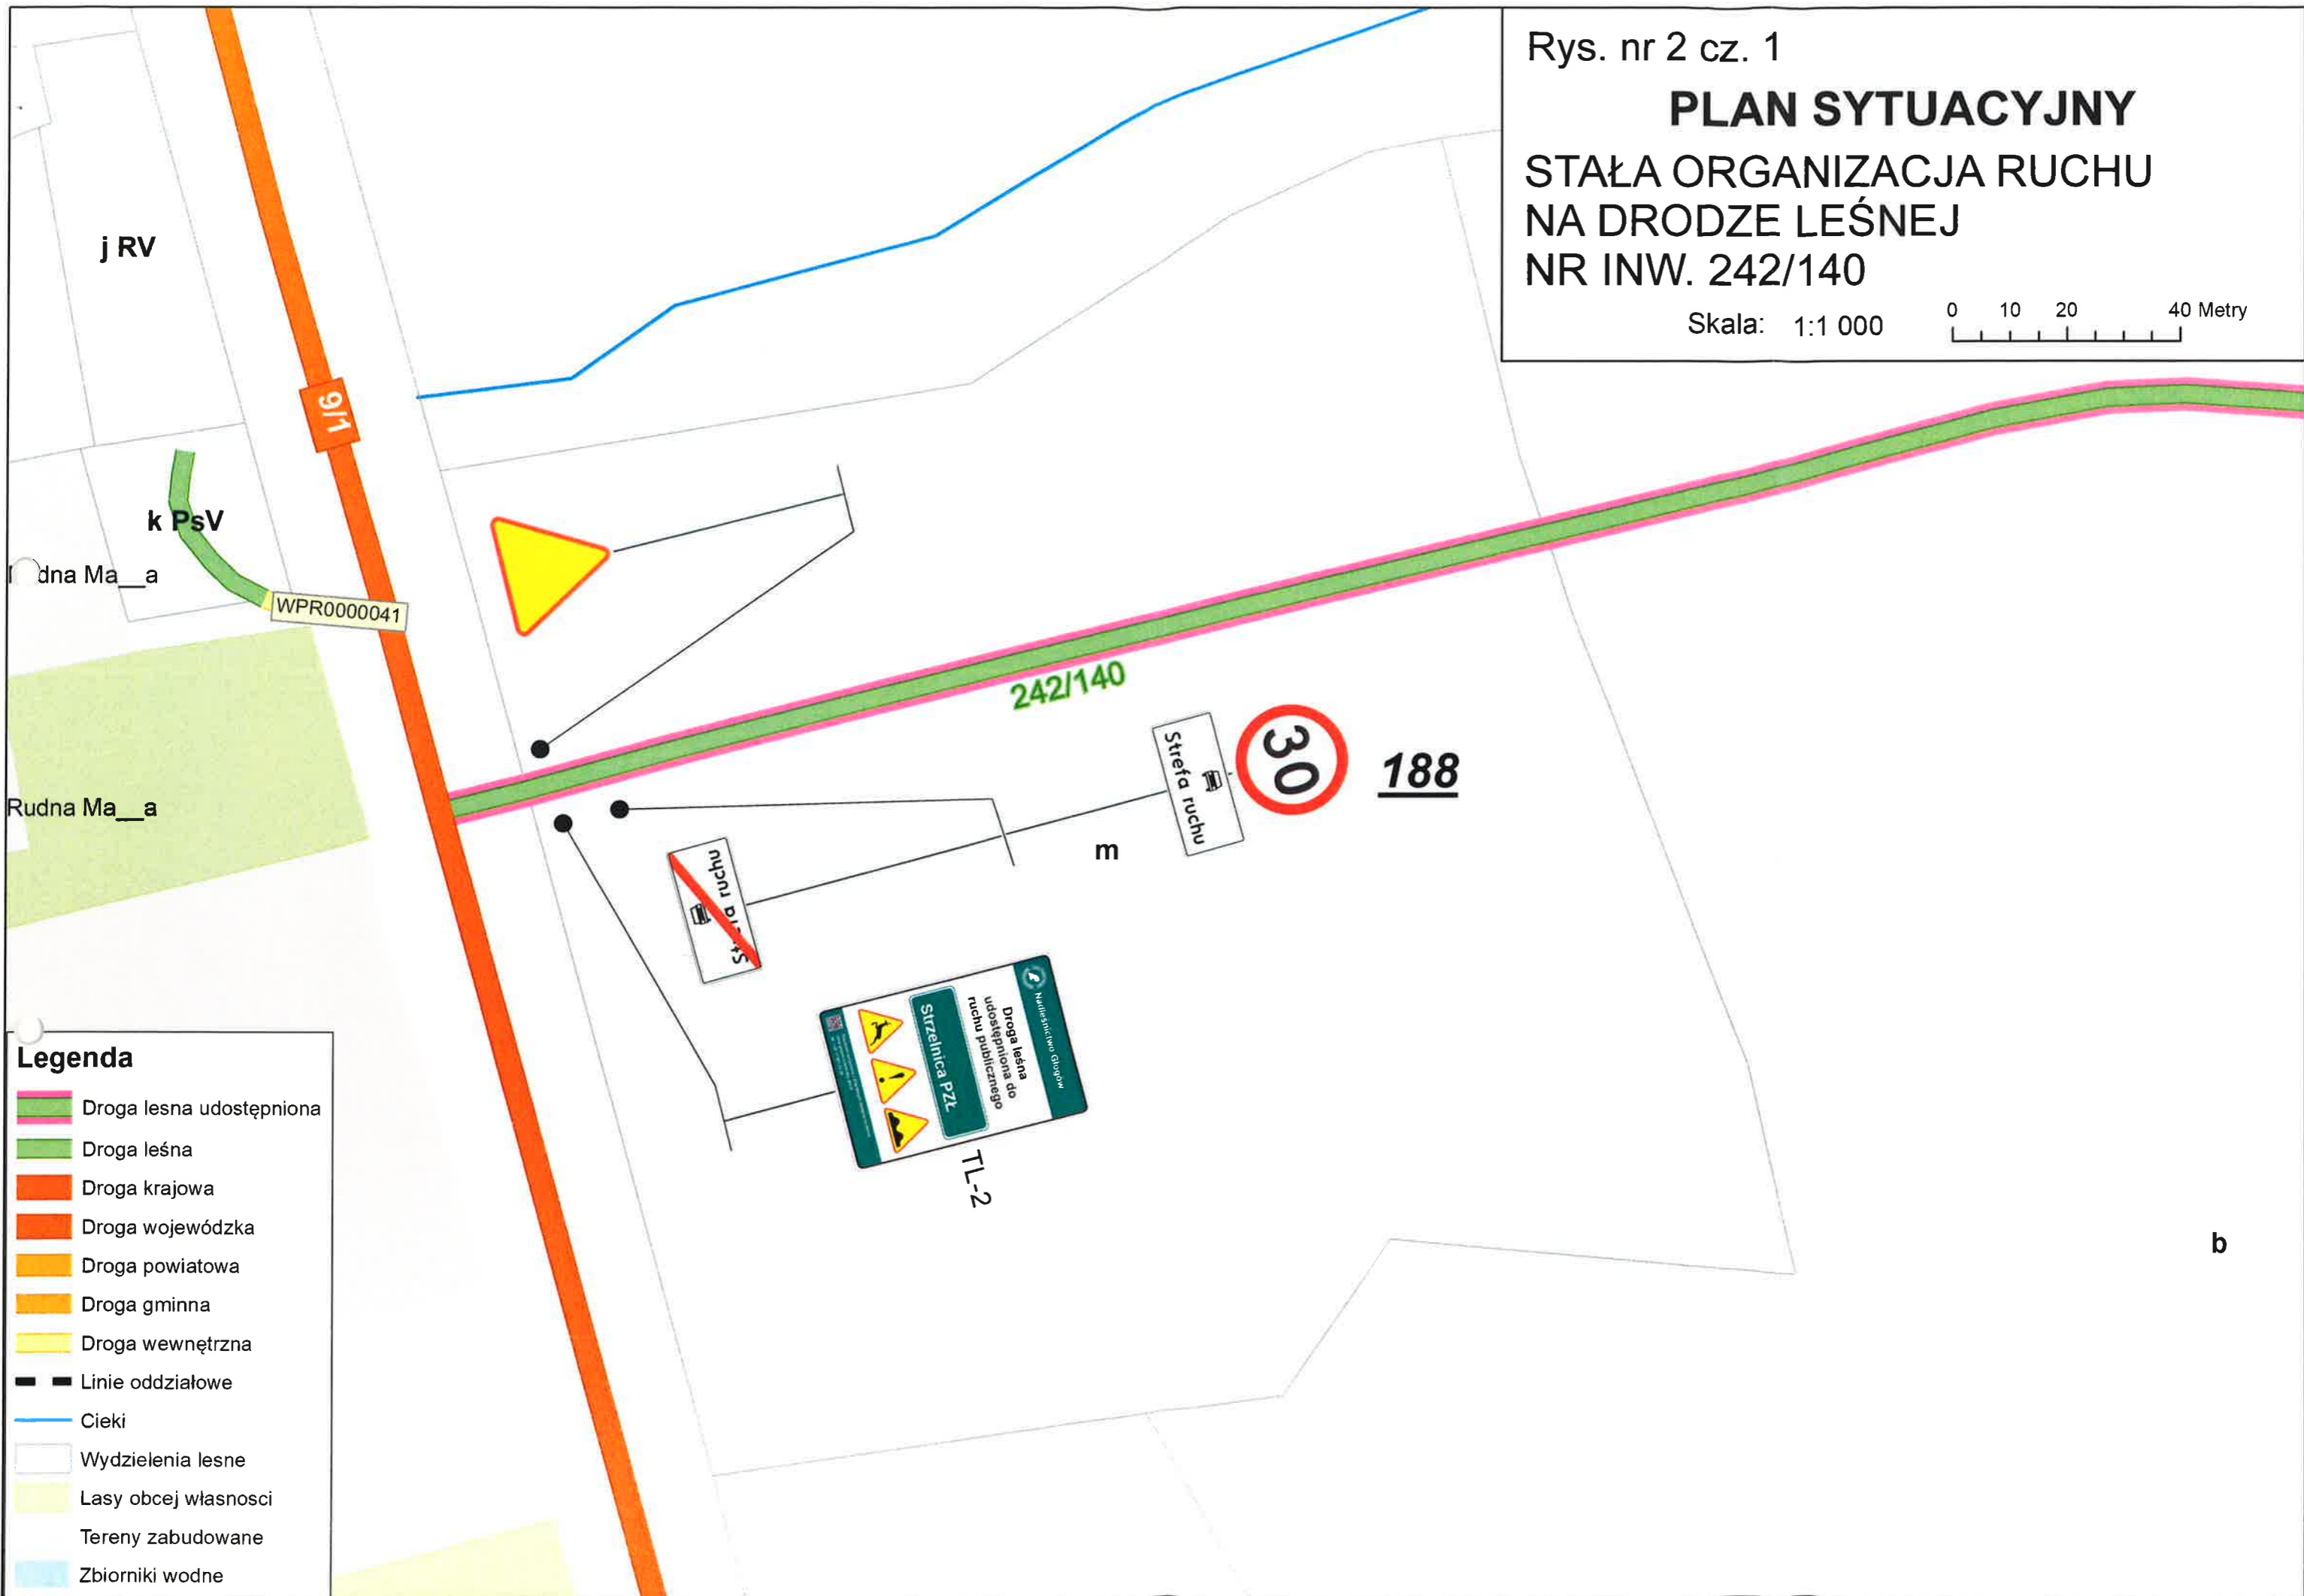 Rys. nr 2 cz. 1
PLAN SYTUACYJNY
STAŁA ORGANIZACJA RUCHU
NA DRODZE LEŚNEJ
NR INW. 242/140
Skala: 1:1 000
0 10 20 40 Metry
j RV
9/1
k PsV
dna Ma__a
WPR0000041
Rudna Ma__a
242/140
Strefa ruchu
30
188
m
ruchu
Nadleśnictwo Głogów
Droga leśna
udostępniona do
ruchu publicznego
Strzelnica PZŁ
TL-2
b
Legenda
Droga lesna udostępniona
Droga leśna
Droga krajowa
Droga wojewódzka
Droga powiatowa
Droga gminna
Droga wewnętrzna
Linie oddziałowe
Cieki
Wydzielenia lesne
Lasy obcej własnosci
Tereny zabudowane
Zbiorniki wodne